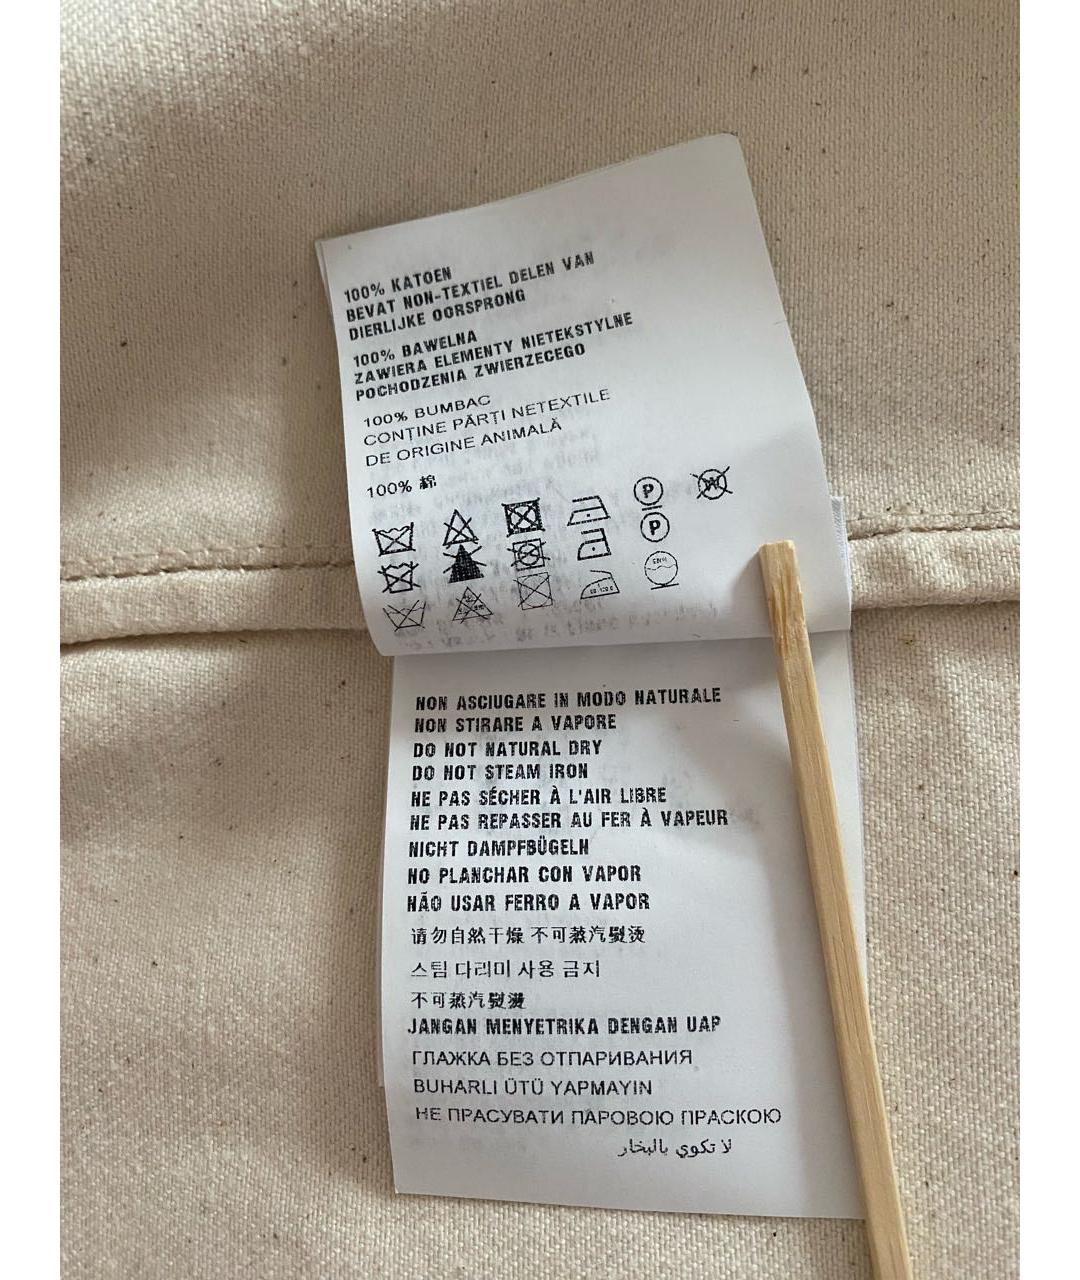 100% KATOEN
BEVAT NON-TEXTIEL DELEN VAN
DIERLIJKE OORSPRONG
100% BAWELNA
ZAWIERA ELEMENTY NIETEKSTYLNE
POCHODZENIA ZWIERZECEGO
100% BUMBAC
CONŢINE PĂRŢI NETEXTILE
DE ORIGINE ANIMALĂ
100% 棉
P
W
P
NON ASCIUGARE IN MODO NATURALE
NON STIRARE A VAPORE
DO NOT NATURAL DRY
DO NOT STEAM IRON
NE PAS SÉCHER À L'AIR LIBRE
NE PAS REPASSER AU FER À VAPEUR
NICHT DAMPFBÜGELN
NO PLANCHAR CON VAPOR
NÃO USAR FERRO A VAPOR
请勿自然干燥 不可蒸汽熨烫
스팀 다리미 사용 금지
不可蒸汽熨燙
JANGAN MENYETRIKA DENGAN UAP
ГЛАЖКА БЕЗ ОТПАРИВАНИЯ
BUHARLI ÜTÜ YAPMAYIN
НЕ ПРАСУВАТИ ПАРОВОЮ ПРАСКОЮ
لا تكوي بالبخار